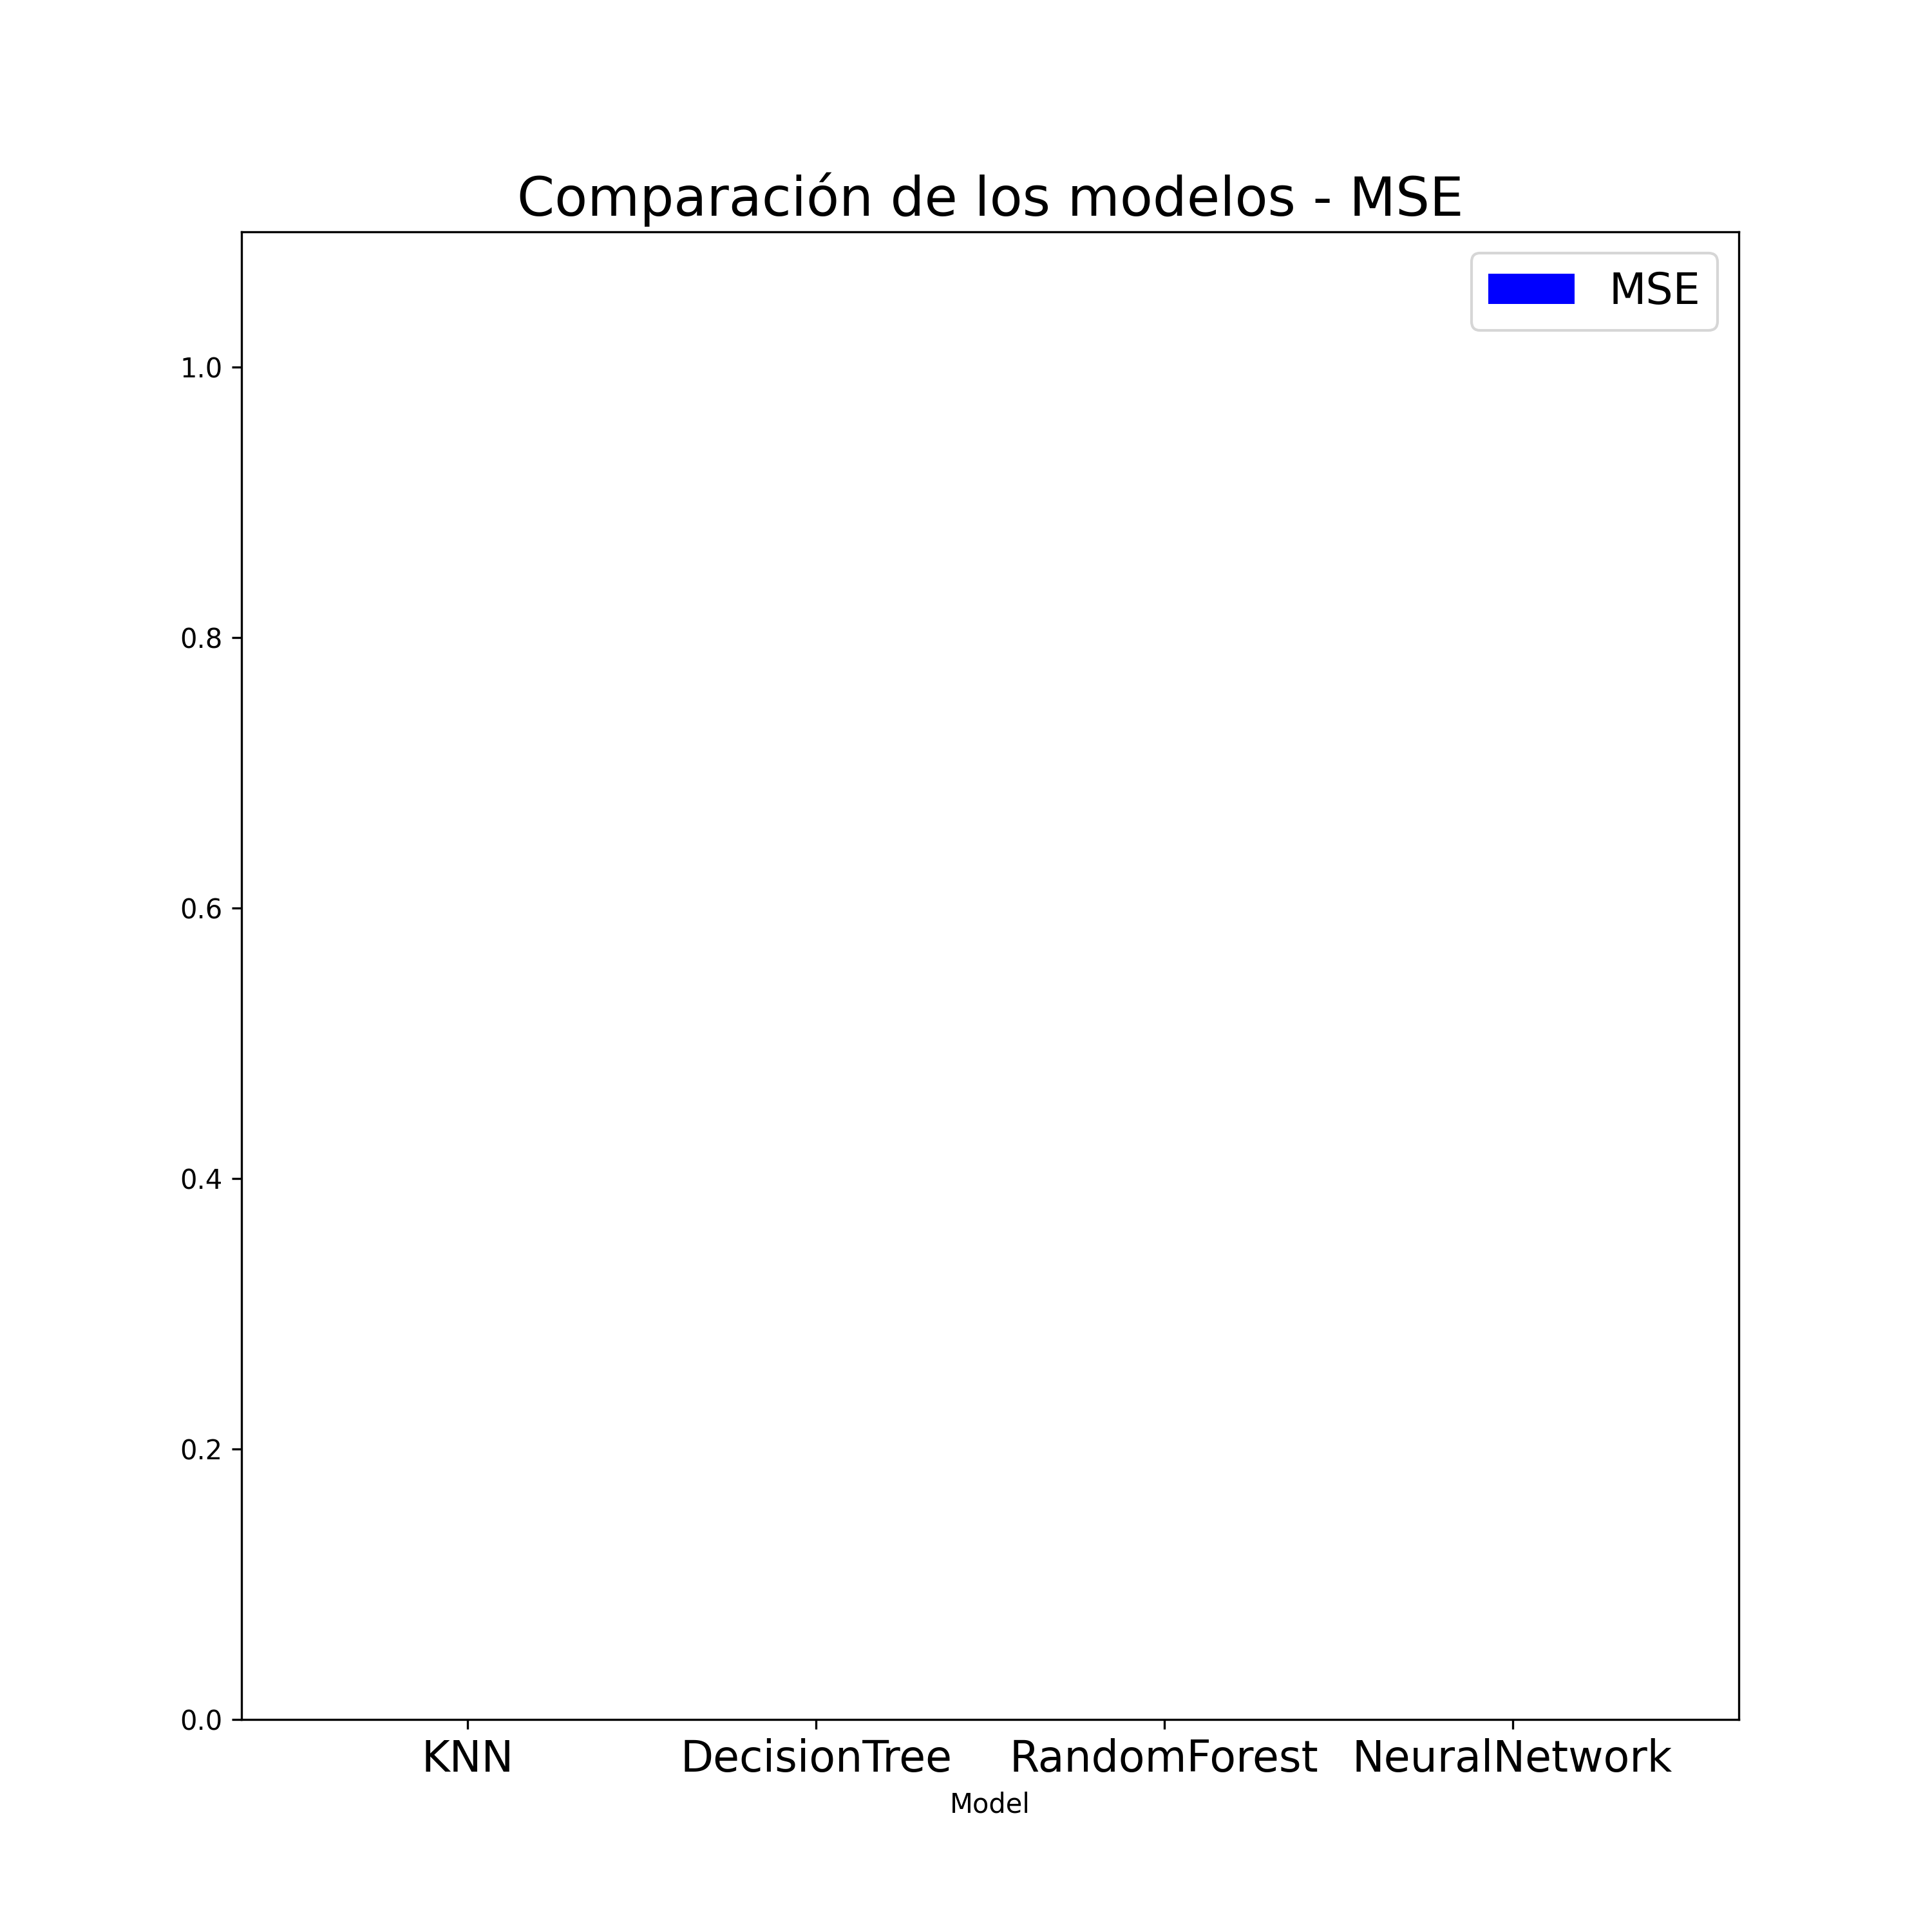 Comparación de los modelos - MSE
MSE
1.0
0.8
0.6
0.4
0.2
0.0
KNN DecisionTree RandomForest NeuralNetwork
Model